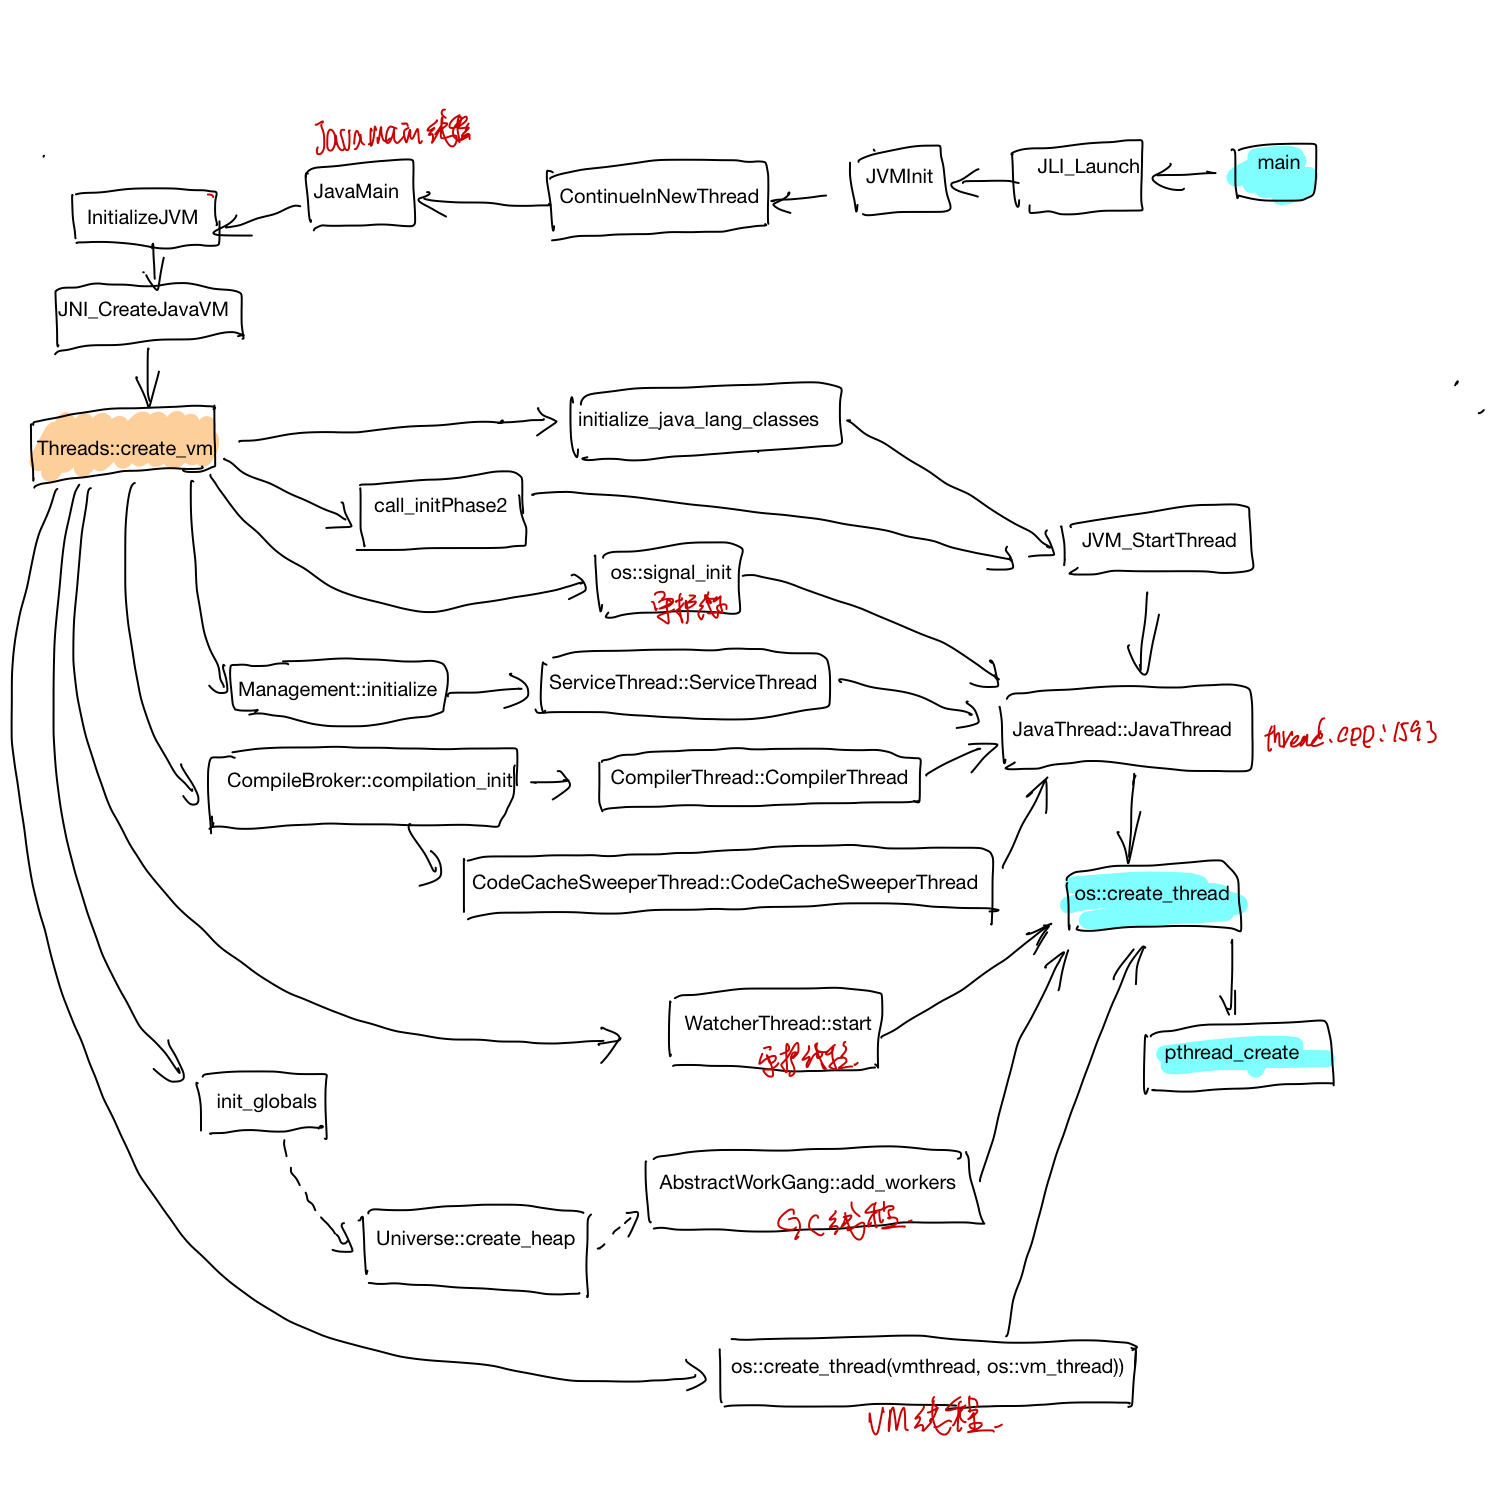 Javamain线程
main
JLI_Launch
JVMInit
ContinueInNewThread
JavaMain
InitializeJVM
JNI_CreateJavaVM
Threads::create_vm
initialize_java_lang_classes
call_initPhase2
JVM_StartThread
os::signal_init
守护线程
Management::initialize
ServiceThread::ServiceThread
JavaThread::JavaThread
thread.cpp:1593
CompileBroker::compilation_init
CompilerThread::CompilerThread
CodeCacheSweeperThread::CodeCacheSweeperThread
os::create_thread
WatcherThread::start
守护线程.
pthread_create
init_globals
AbstractWorkGang::add_workers
GC线程.
Universe::create_heap
os::create_thread(vmthread, os::vm_thread))
VM线程.